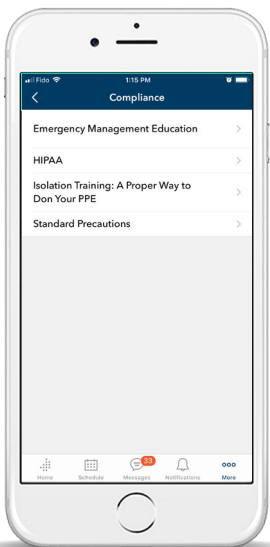 Fido 1:15 PM
Compliance
Emergency Management Education
HIPAA
Isolation Training: A Proper Way to
Don Your PPE
Standard Precautions
33
Home Schedule Messages Notifications More